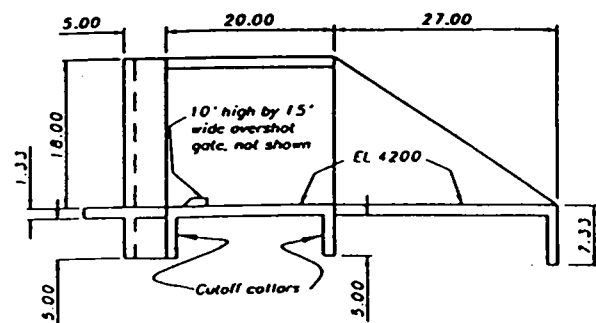 5.00
20.00
27.00
18.00
1.33
10' high by 15'
wide overshot
gate, not shown
EL 4200
7.33
5.00
Cutoff collars
5.00